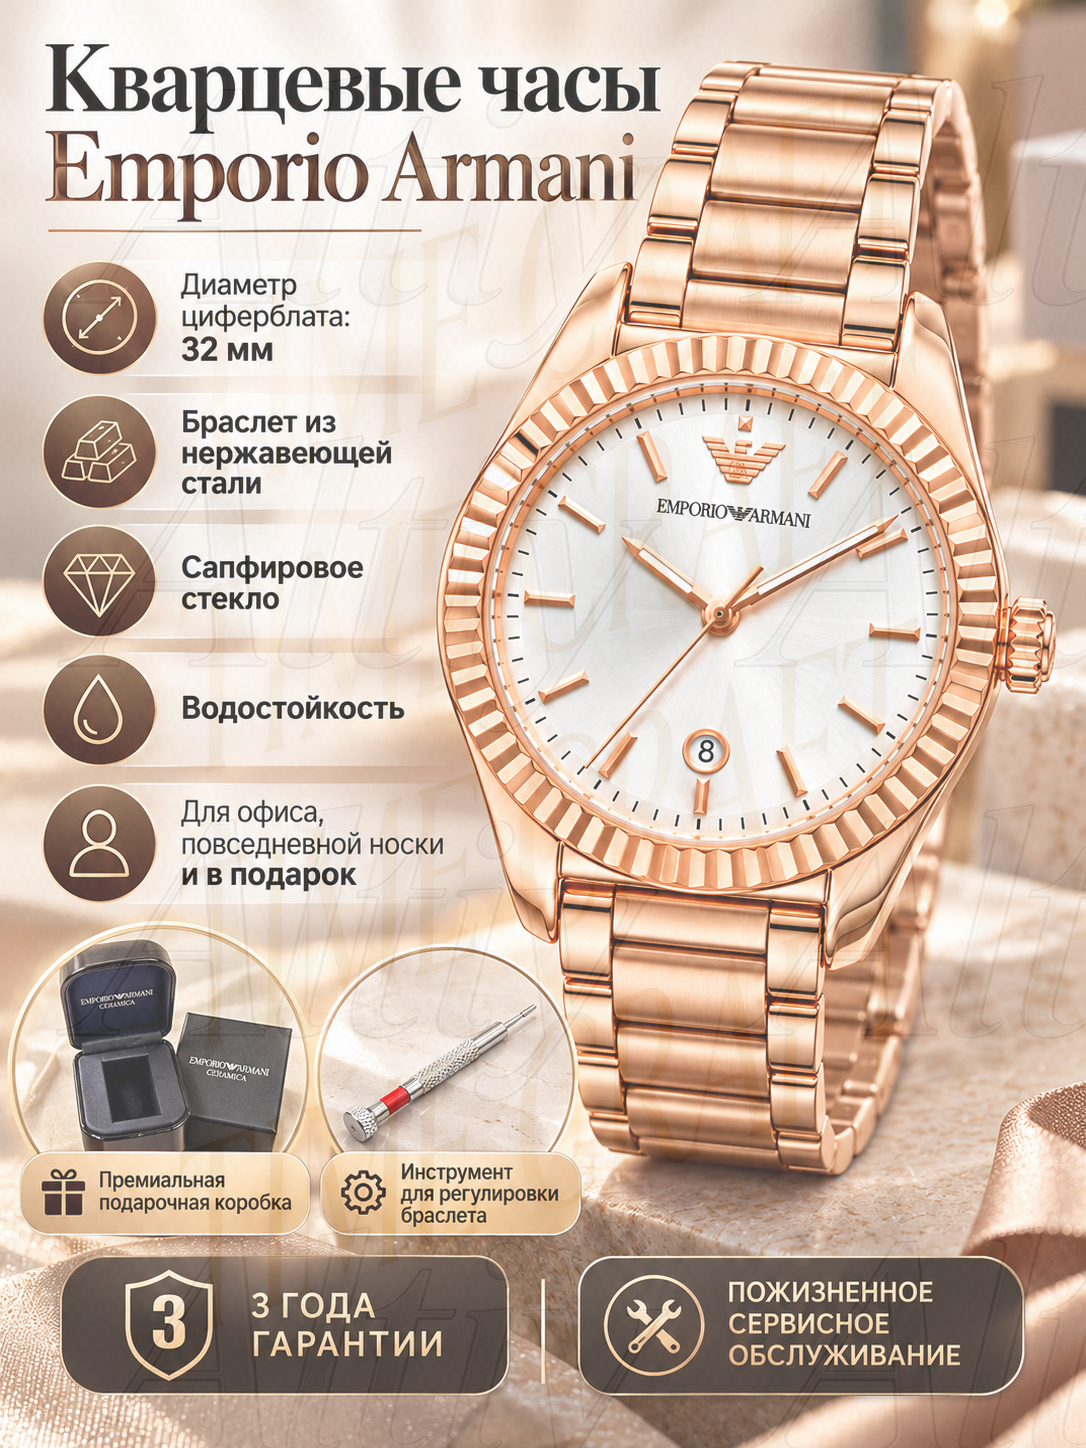 Кварцевые часы
Emporio Armani
Диаметр
циферблата:
32 мм
Браслет из
нержавеющей
стали
Сапфировое
стекло
Водостойкость
Для офиса,
повседневной носки
и в подарок
EMPORIO ARMANI
8
EMPORIO ARMANI
CERAMICA
EMPORIO ARMANI
CERAMICA
Премиальная
подарочная коробка
Инструмент
для регулировки
браслета
3
3 ГОДА
ГАРАНТИИ
ПОЖИЗНЕННОЕ
СЕРВИСНОЕ
ОБСЛУЖИВАНИЕ